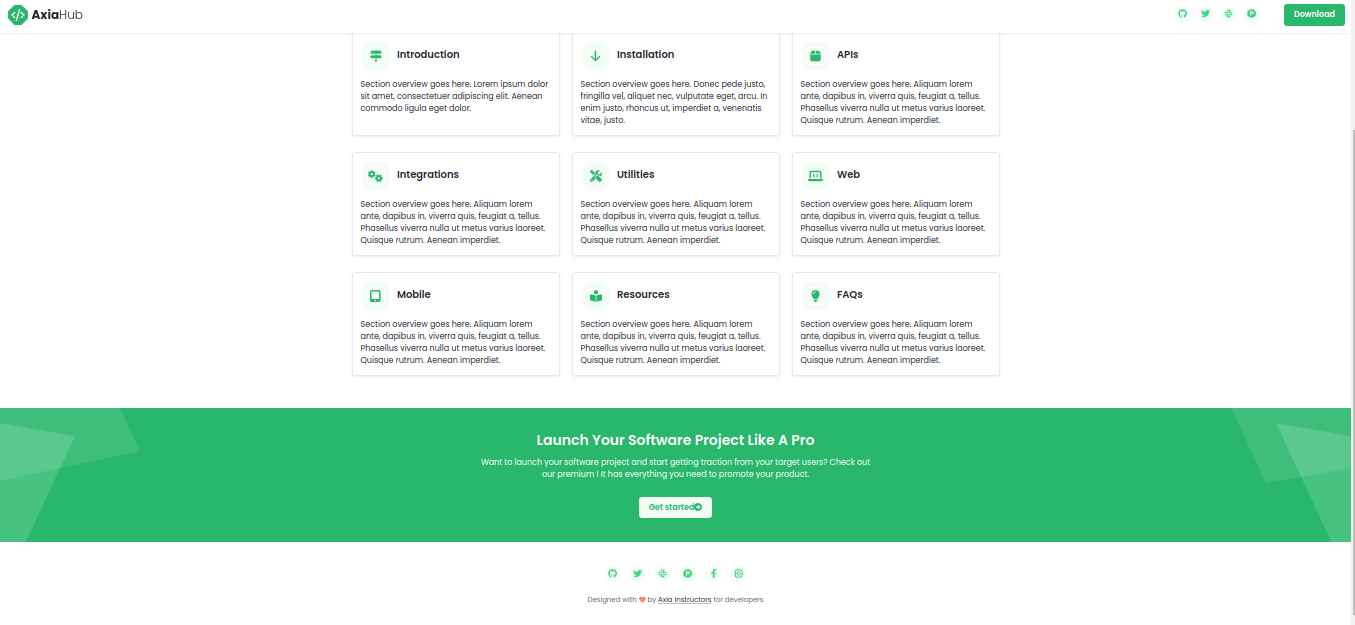 AxiaHub
Download
Introduction
Section overview goes here. Lorem ipsum dolor
sit amet, consectetuer adipiscing elit. Aenean
commodo ligula eget dolor.
Installation
Section overview goes here. Donec pede justo,
fringilla vel, aliquet nec, vulputate eget, arcu. In
enim justo, rhoncus ut, imperdiet a, venenatis
vitae, justo.
APIs
Section overview goes here. Aliquam lorem
ante, dapibus in, viverra quis, feugiat a, tellus.
Phasellus viverra nulla ut metus varius laoreet.
Quisque rutrum. Aenean imperdiet.
Integrations
Section overview goes here. Aliquam lorem
ante, dapibus in, viverra quis, feugiat a, tellus.
Phasellus viverra nulla ut metus varius laoreet.
Quisque rutrum. Aenean imperdiet.
Utilities
Section overview goes here. Aliquam lorem
ante, dapibus in, viverra quis, feugiat a, tellus.
Phasellus viverra nulla ut metus varius laoreet.
Quisque rutrum. Aenean imperdiet.
Web
Section overview goes here. Aliquam lorem
ante, dapibus in, viverra quis, feugiat a, tellus.
Phasellus viverra nulla ut metus varius laoreet.
Quisque rutrum. Aenean imperdiet.
Mobile
Section overview goes here. Aliquam lorem
ante, dapibus in, viverra quis, feugiat a, tellus.
Phasellus viverra nulla ut metus varius laoreet.
Quisque rutrum. Aenean imperdiet.
Resources
Section overview goes here. Aliquam lorem
ante, dapibus in, viverra quis, feugiat a, tellus.
Phasellus viverra nulla ut metus varius laoreet.
Quisque rutrum. Aenean imperdiet.
FAQs
Section overview goes here. Aliquam lorem
ante, dapibus in, viverra quis, feugiat a, tellus.
Phasellus viverra nulla ut metus varius laoreet.
Quisque rutrum. Aenean imperdiet.
Launch Your Software Project Like A Pro
Want to launch your software project and start getting traction from your target users? Check out
our premium ! It has everything you need to promote your product.
Get started
Designed with ❤ by Axia Instructors for developers